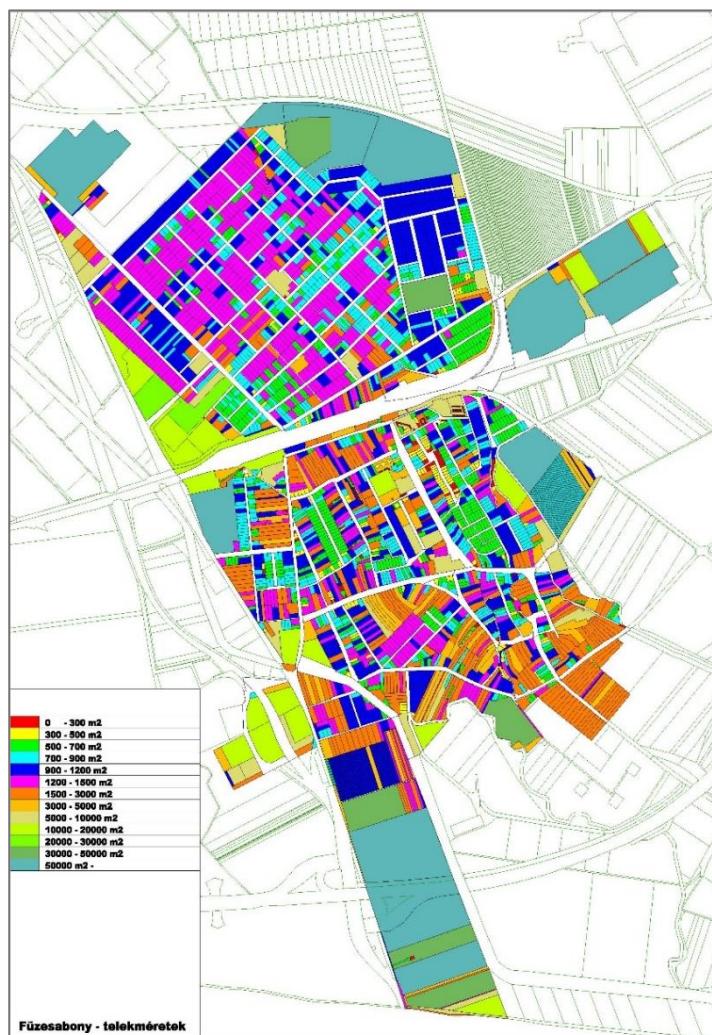 0 - 300 m2
300 - 500 m2
500 - 700 m2
700 - 900 m2
900 - 1200 m2
1200 - 1500 m2
1500 - 3000 m2
3000 - 5000 m2
5000 - 10000 m2
10000 - 20000 m2
20000 - 30000 m2
30000 - 50000 m2
50000 m2 -
Füzesabony - telekméretek